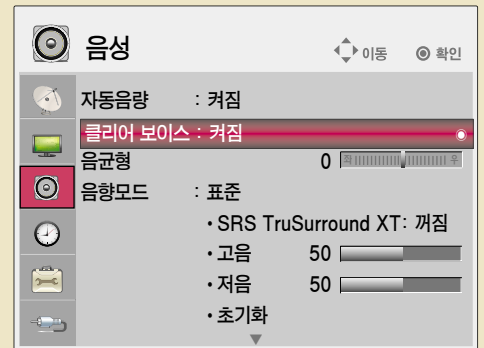 음성 이동 확인
자동음량 : 켜짐
클리어 보이스 : 켜짐
음균형 0 좌 우
음향모드 : 표준
• SRS TruSurround XT: 꺼짐
• 고음 50
• 저음 50
• 초기화